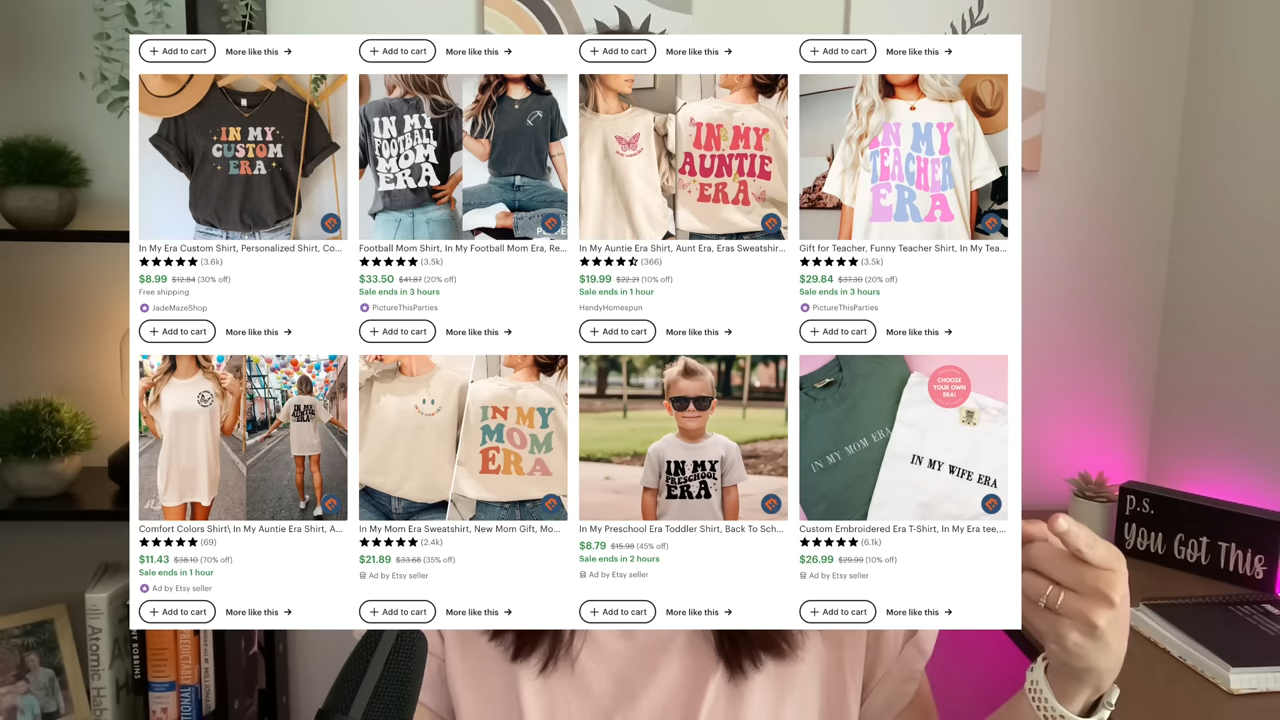 + Add to cart More like this →
+ Add to cart More like this →
+ Add to cart More like this →
+ Add to cart More like this →
IN MY
CUSTOM
ERA
IN MY
FOOTBALL
MOM
ERA
IN MY
AUNTIE
ERA
IN MY
TEACHER
ERA
In My Era Custom Shirt, Personalized Shirt, Co...
(3.6k)
$8.99 $12.84 (30% off)
Free shipping
JadeMazeShop
Football Mom Shirt, In My Football Mom Era, Re...
(3.5k)
$33.50 $41.87 (20% off)
Sale ends in 3 hours
PictureThisParties
In My Auntie Era Shirt, Aunt Era, Eras Sweatshir...
(366)
$19.99 $22.21 (10% off)
Sale ends in 1 hour
HandyHomespun
Gift for Teacher, Funny Teacher Shirt, In My Tea...
(3.5k)
$29.84 $37.30 (20% off)
Sale ends in 3 hours
PictureThisParties
+ Add to cart More like this →
+ Add to cart More like this →
+ Add to cart More like this →
+ Add to cart More like this →
IN MY
ERA
IN MY
MOM
ERA
IN MY
PRESCHOOL
ERA
CHOOSE
YOUR OWN
ERA!
IN MY MOM ERA
IN MY WIFE ERA
Comfort Colors Shirt\ In My Auntie Era Shirt, A...
(69)
$11.43 $38.10 (70% off)
Sale ends in 1 hour
Ad by Etsy seller
In My Mom Era Sweatshirt, New Mom Gift, Mo...
(2.4k)
$21.89 $33.68 (35% off)
Ad by Etsy seller
In My Preschool Era Toddler Shirt, Back To Sch...
$8.79 $15.98 (45% off)
Sale ends in 2 hours
Ad by Etsy seller
Custom Embroidered Era T-Shirt, In My Era tee,...
(6.1k)
$26.99 $29.99 (10% off)
Ad by Etsy seller
+ Add to cart More like this →
+ Add to cart More like this →
+ Add to cart More like this →
+ Add to cart More like this →
p.s.
You Got This
Atomic Hab
ROBBINS
PREDICTABLE